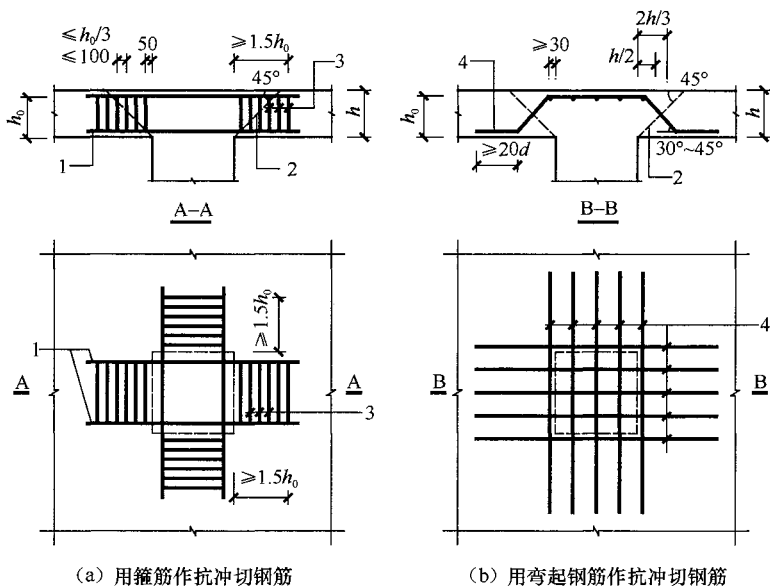 ≤h₀/3
≤100
50
≥1.5h₀
3
45°
h₀
h
1
2
A-A
2h/3
≥30
h/2
4
45°
h₀
h
≥20d
30°~45°
2
B-B
≥1.5h₀
1
A
A
3
≥1.5h₀
4
B
B
(a) 用箍筋作抗冲切钢筋
(b) 用弯起钢筋作抗冲切钢筋